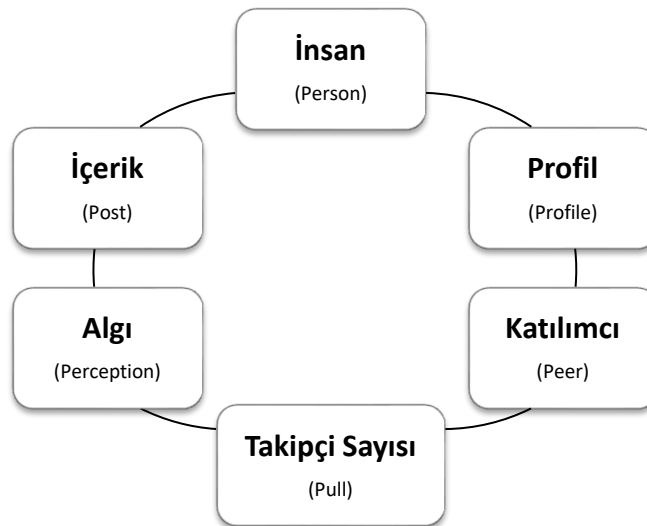 İnsan
(Person)
Profil
(Profile)
Katılımcı
(Peer)
Takipçi Sayısı
(Pull)
Algı
(Perception)
İçerik
(Post)